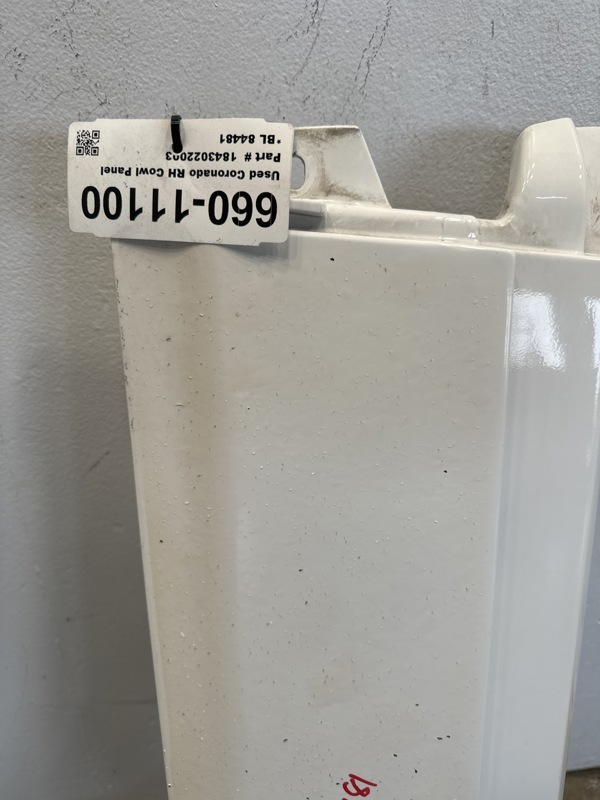 660-11100
Used Coronado RH Cowl Panel
Part # 1843022003
*BL 84481